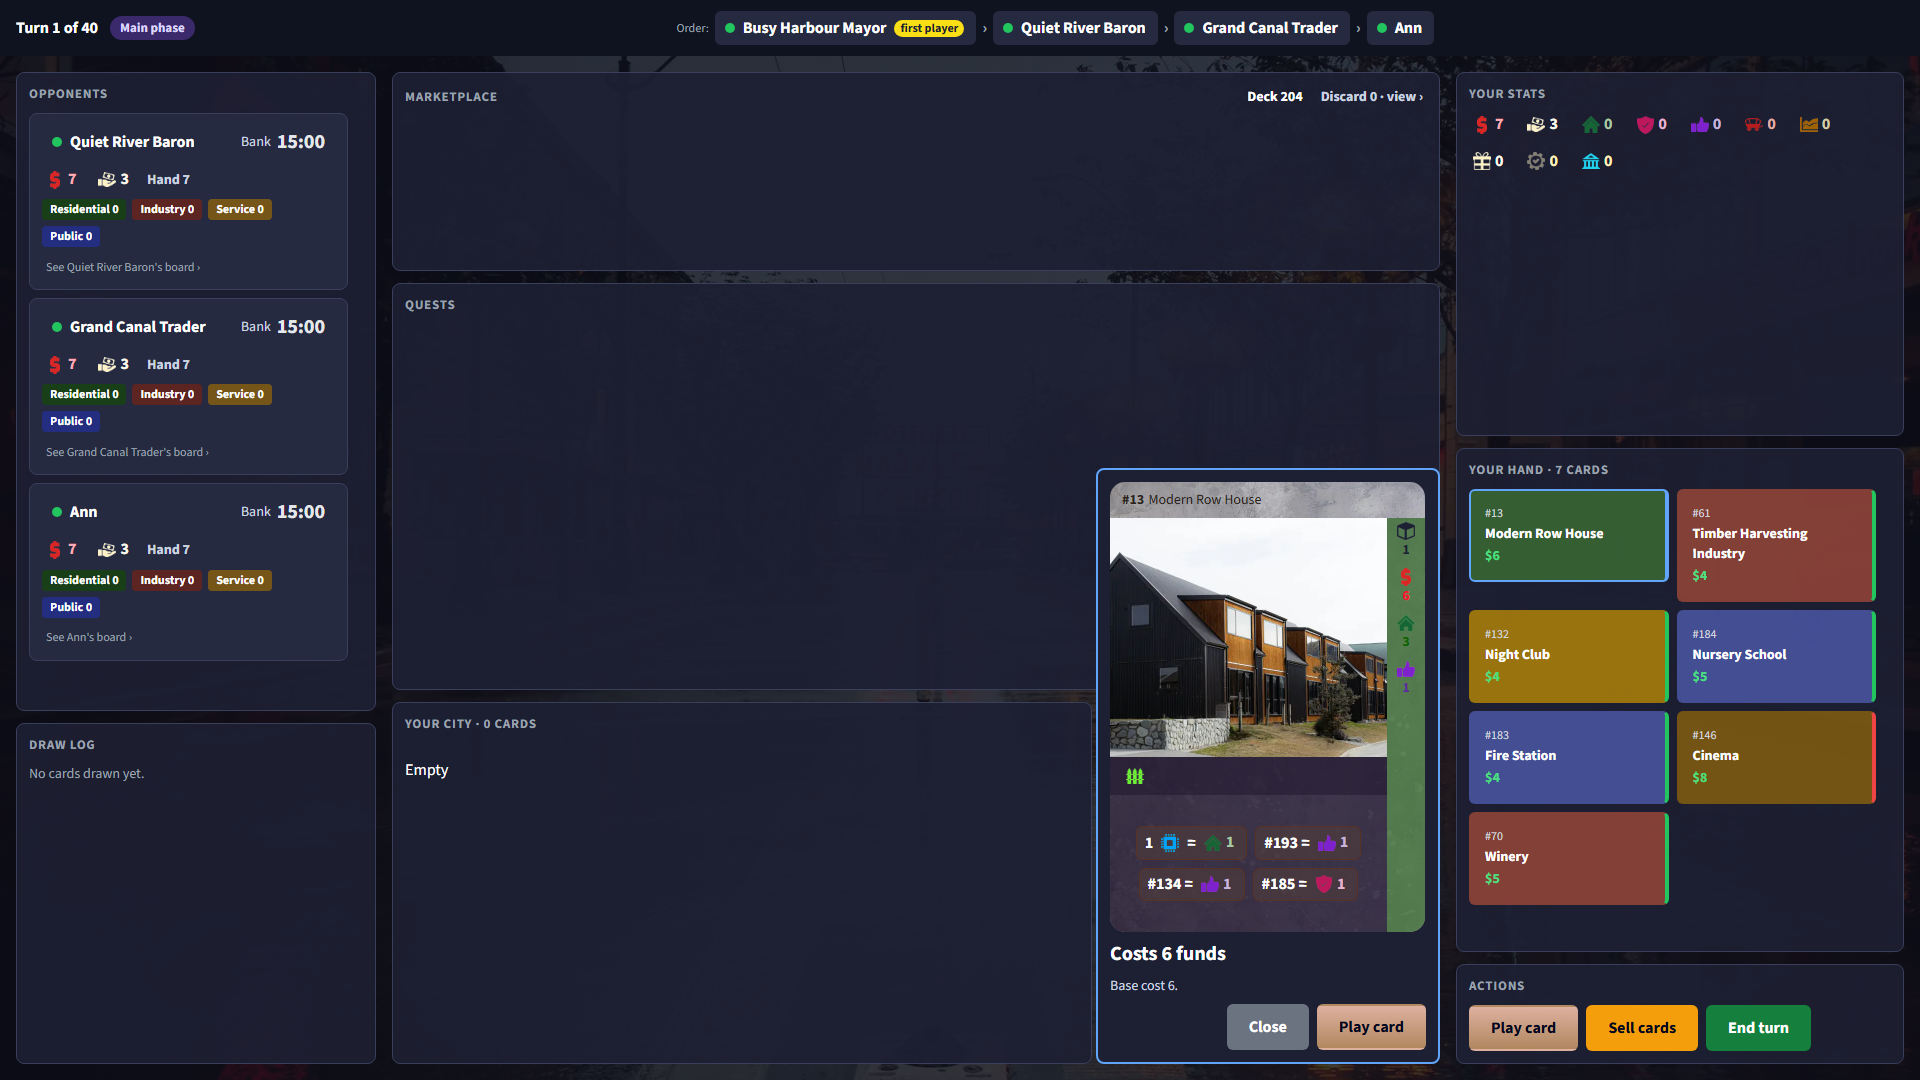 Turn 1 of 40 Main phase
Order: Busy Harbour Mayor first player › Quiet River Baron › Grand Canal Trader › Ann
OPPONENTS
Quiet River Baron Bank 15:00
7 3 Hand 7
Residential 0 Industry 0 Service 0
Public 0
See Quiet River Baron's board ›
Grand Canal Trader Bank 15:00
7 3 Hand 7
Residential 0 Industry 0 Service 0
Public 0
See Grand Canal Trader's board ›
Ann Bank 15:00
7 3 Hand 7
Residential 0 Industry 0 Service 0
Public 0
See Ann's board ›
DRAW LOG
No cards drawn yet.
MARKETPLACE Deck 204 Discard 0 · view ›
QUESTS
YOUR CITY · 0 CARDS
Empty
#13 Modern Row House
1
6
3
1
1 = 1 #193 = 1
#134 = 1 #185 = 1
Costs 6 funds
Base cost 6.
Close Play card
YOUR STATS
7 3 0 0 0 0 0
0 0 0
YOUR HAND · 7 CARDS
#13
Modern Row House
$6
#61
Timber Harvesting
Industry
$4
#132
Night Club
$4
#184
Nursery School
$5
#183
Fire Station
$4
#146
Cinema
$8
#70
Winery
$5
ACTIONS
Play card Sell cards End turn